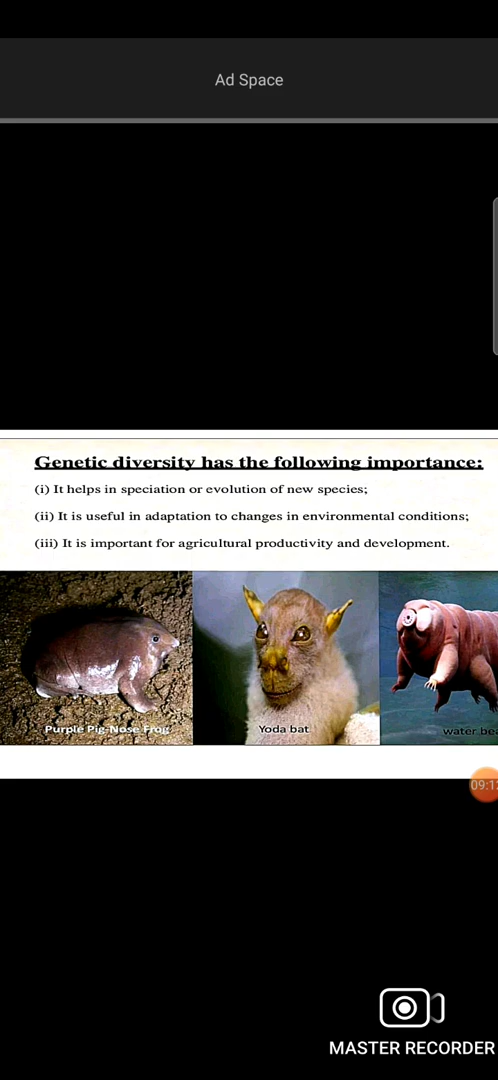 Ad Space
Genetic diversity has the following importance:
(i) It helps in speciation or evolution of new species;
(ii) It is useful in adaptation to changes in environmental conditions;
(iii) It is important for agricultural productivity and development.
Purple Pig-Nose Frog
Yoda bat
water
MASTER RECORDER